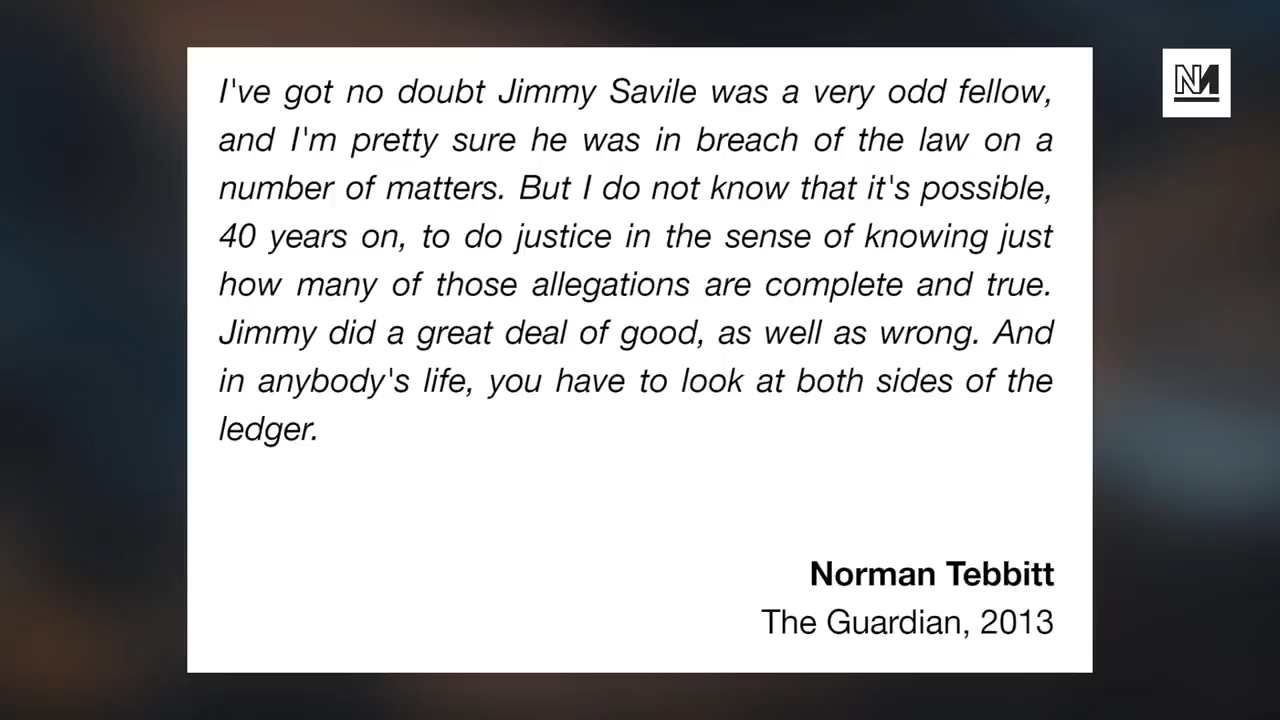 I've got no doubt Jimmy Savile was a very odd fellow,
and I'm pretty sure he was in breach of the law on a
number of matters. But I do not know that it's possible,
40 years on, to do justice in the sense of knowing just
how many of those allegations are complete and true.
Jimmy did a great deal of good, as well as wrong. And
in anybody's life, you have to look at both sides of the
ledger.
Norman Tebbitt
The Guardian, 2013
NM